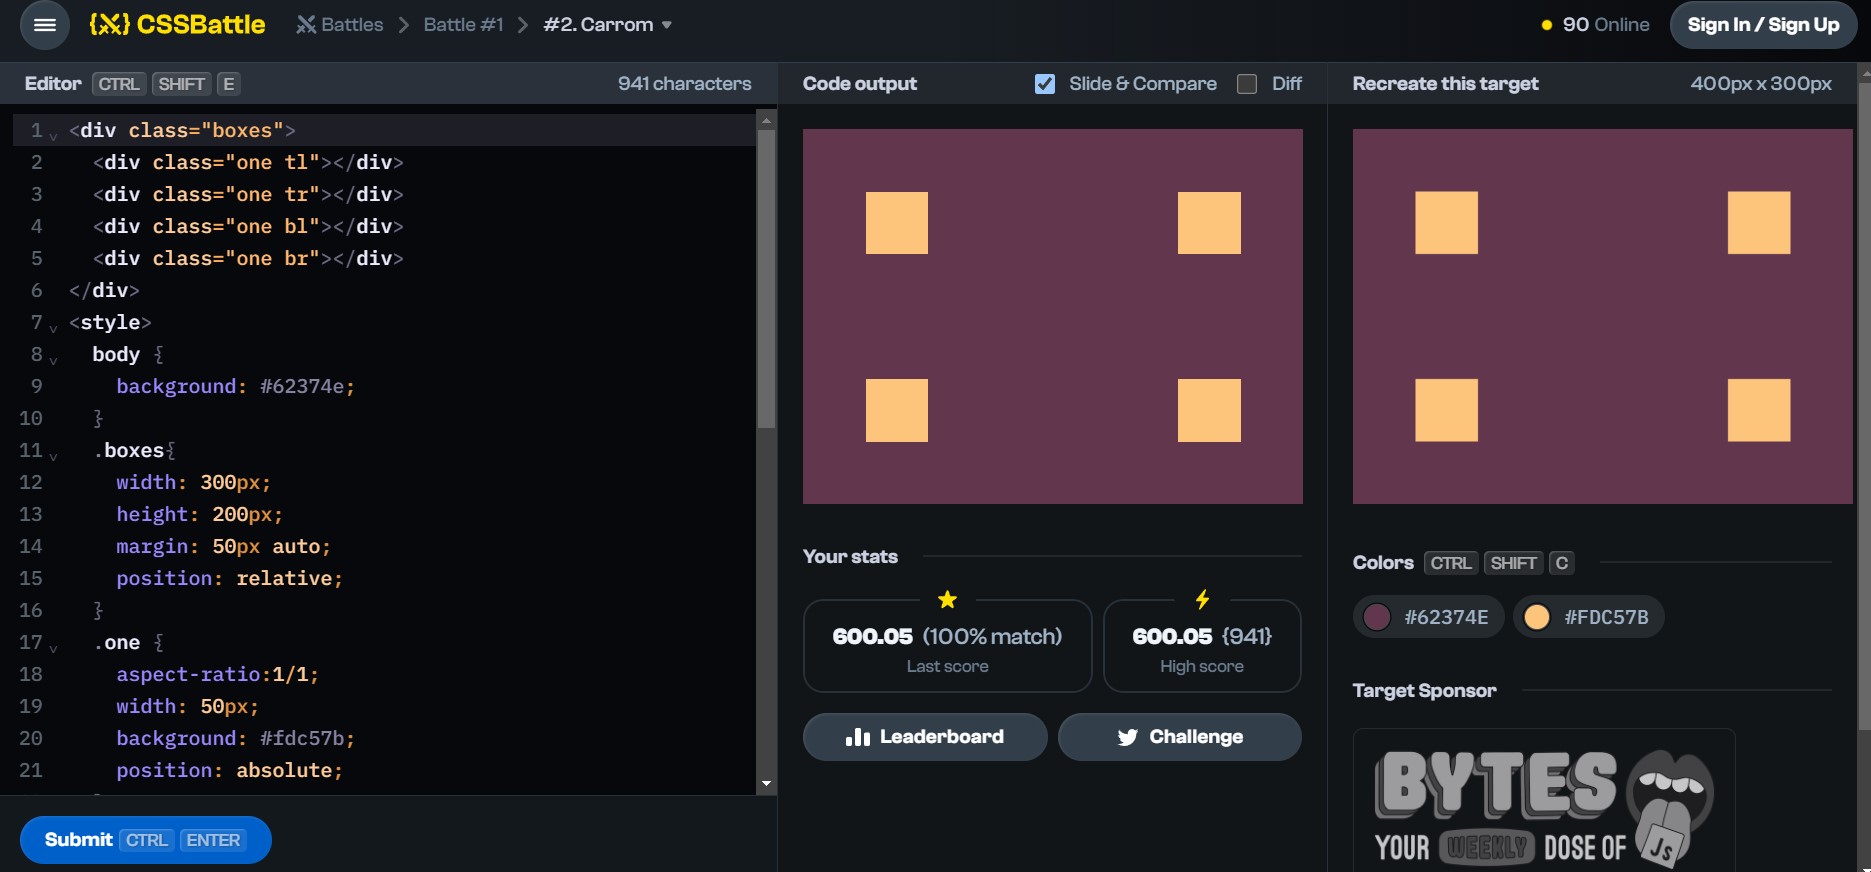 {X} CSSBattle
Battles
Battle #1
#2. Carrom
90 Online
Sign In / Sign Up
Editor CTRL SHIFT E
941 characters
1 <div class="boxes">
2 <div class="one tl"></div>
3 <div class="one tr"></div>
4 <div class="one bl"></div>
5 <div class="one br"></div>
6 </div>
7 <style>
8 body {
9 background: #62374e;
10 }
11 .boxes{
12 width: 300px;
13 height: 200px;
14 margin: 50px auto;
15 position: relative;
16 }
17 .one {
18 aspect-ratio:1/1;
19 width: 50px;
20 background: #fdc57b;
21 position: absolute;
Submit CTRL ENTER
Code output
Slide & Compare
Diff
Your stats
600.05 (100% match)
Last score
600.05 {941}
High score
Leaderboard
Challenge
Recreate this target
400px x 300px
Colors CTRL SHIFT C
#62374E
#FDC57B
Target Sponsor
BYTES
YOUR WEEKLY DOSE OF
JS